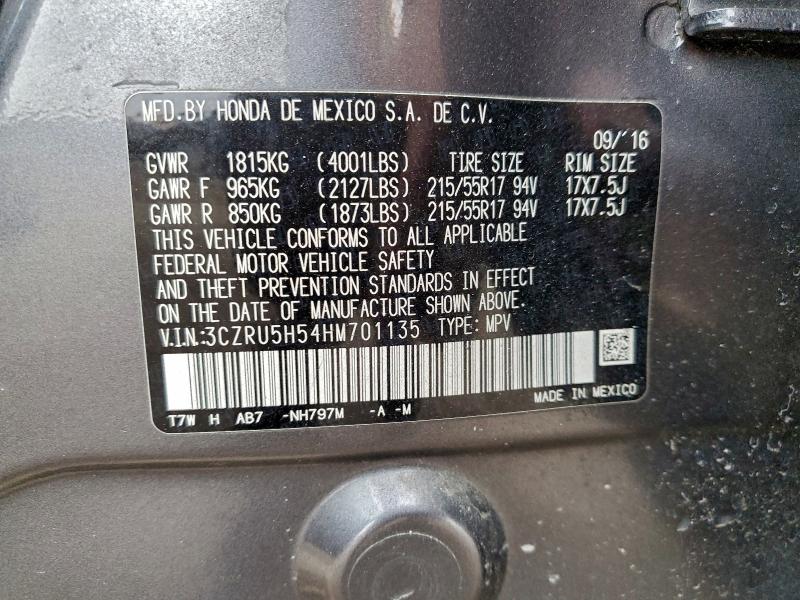 MFD.BY HONDA DE MEXICO S.A. DE C.V.
09/´16
GVWR 1815KG (4001LBS) TIRE SIZE RIM SIZE
GAWR F 965KG (2127LBS) 215/55R17 94V 17X7.5J
GAWR R 850KG (1873LBS) 215/55R17 94V 17X7.5J
THIS VEHICLE CONFORMS TO ALL APPLICABLE
FEDERAL MOTOR VEHICLE SAFETY
AND THEFT PREVENTION STANDARDS IN EFFECT
ON THE DATE OF MANUFACTURE SHOWN ABOVE.
V.I.N:3CZRU5H54HM701135 TYPE: MPV
MADE IN MEXICO
T7W H AB7 -NH797M -A -M